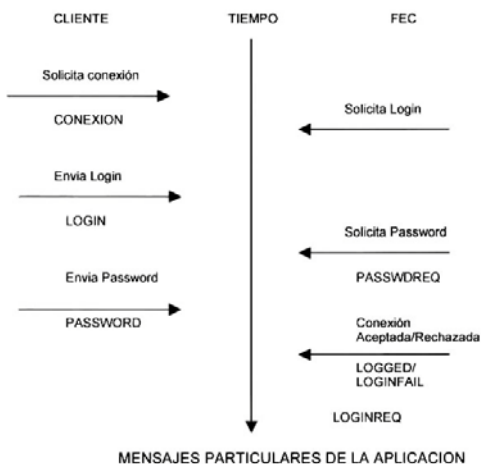 CLIENTE TIEMPO FEC
Solicita conexión
CONEXION
Solicita Login
Envia Login
LOGIN
Solicita Password
PASSWDREQ
Envia Password
PASSWORD
Conexión
Aceptada/Rechazada
LOGGED/
LOGINFAIL
LOGINREQ
MENSAJES PARTICULARES DE LA APLICACION